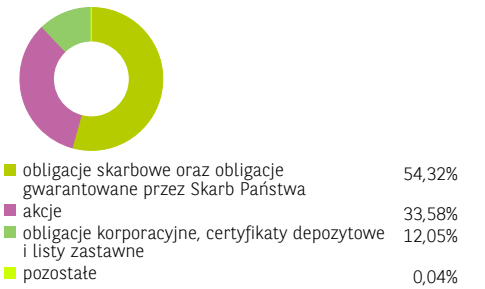 obligacje skarbowe oraz obligacje
gwarantowane przez Skarb Państwa 54,32%
akcje 33,58%
obligacje korporacyjne, certyfikaty depozytowe 12,05%
i listy zastawne
pozostałe 0,04%